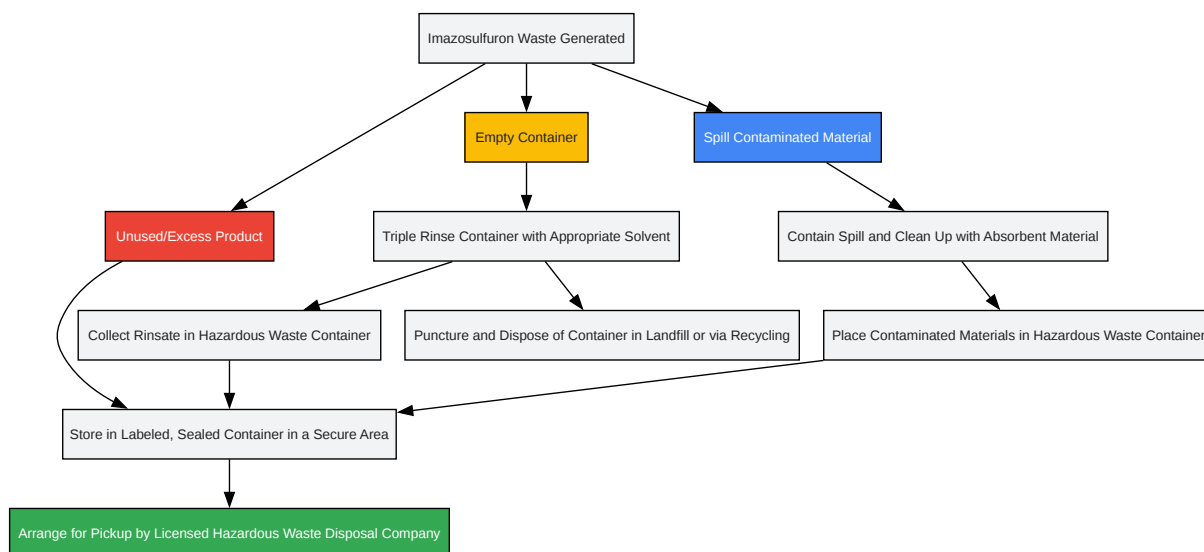 Imazosulfuron Waste Generated
Empty Container
Spill Contaminated Material
Unused/Excess Product
Triple Rinse Container with Appropriate Solvent
Contain Spill and Clean Up with Absorbent Material
Collect Rinsate in Hazardous Waste Container
Puncture and Dispose of Container in Landfill or via Recycling
Place Contaminated Materials in Hazardous Waste Container
Store in Labeled, Sealed Container in a Secure Area
Arrange for Pickup by Licensed Hazardous Waste Disposal Company